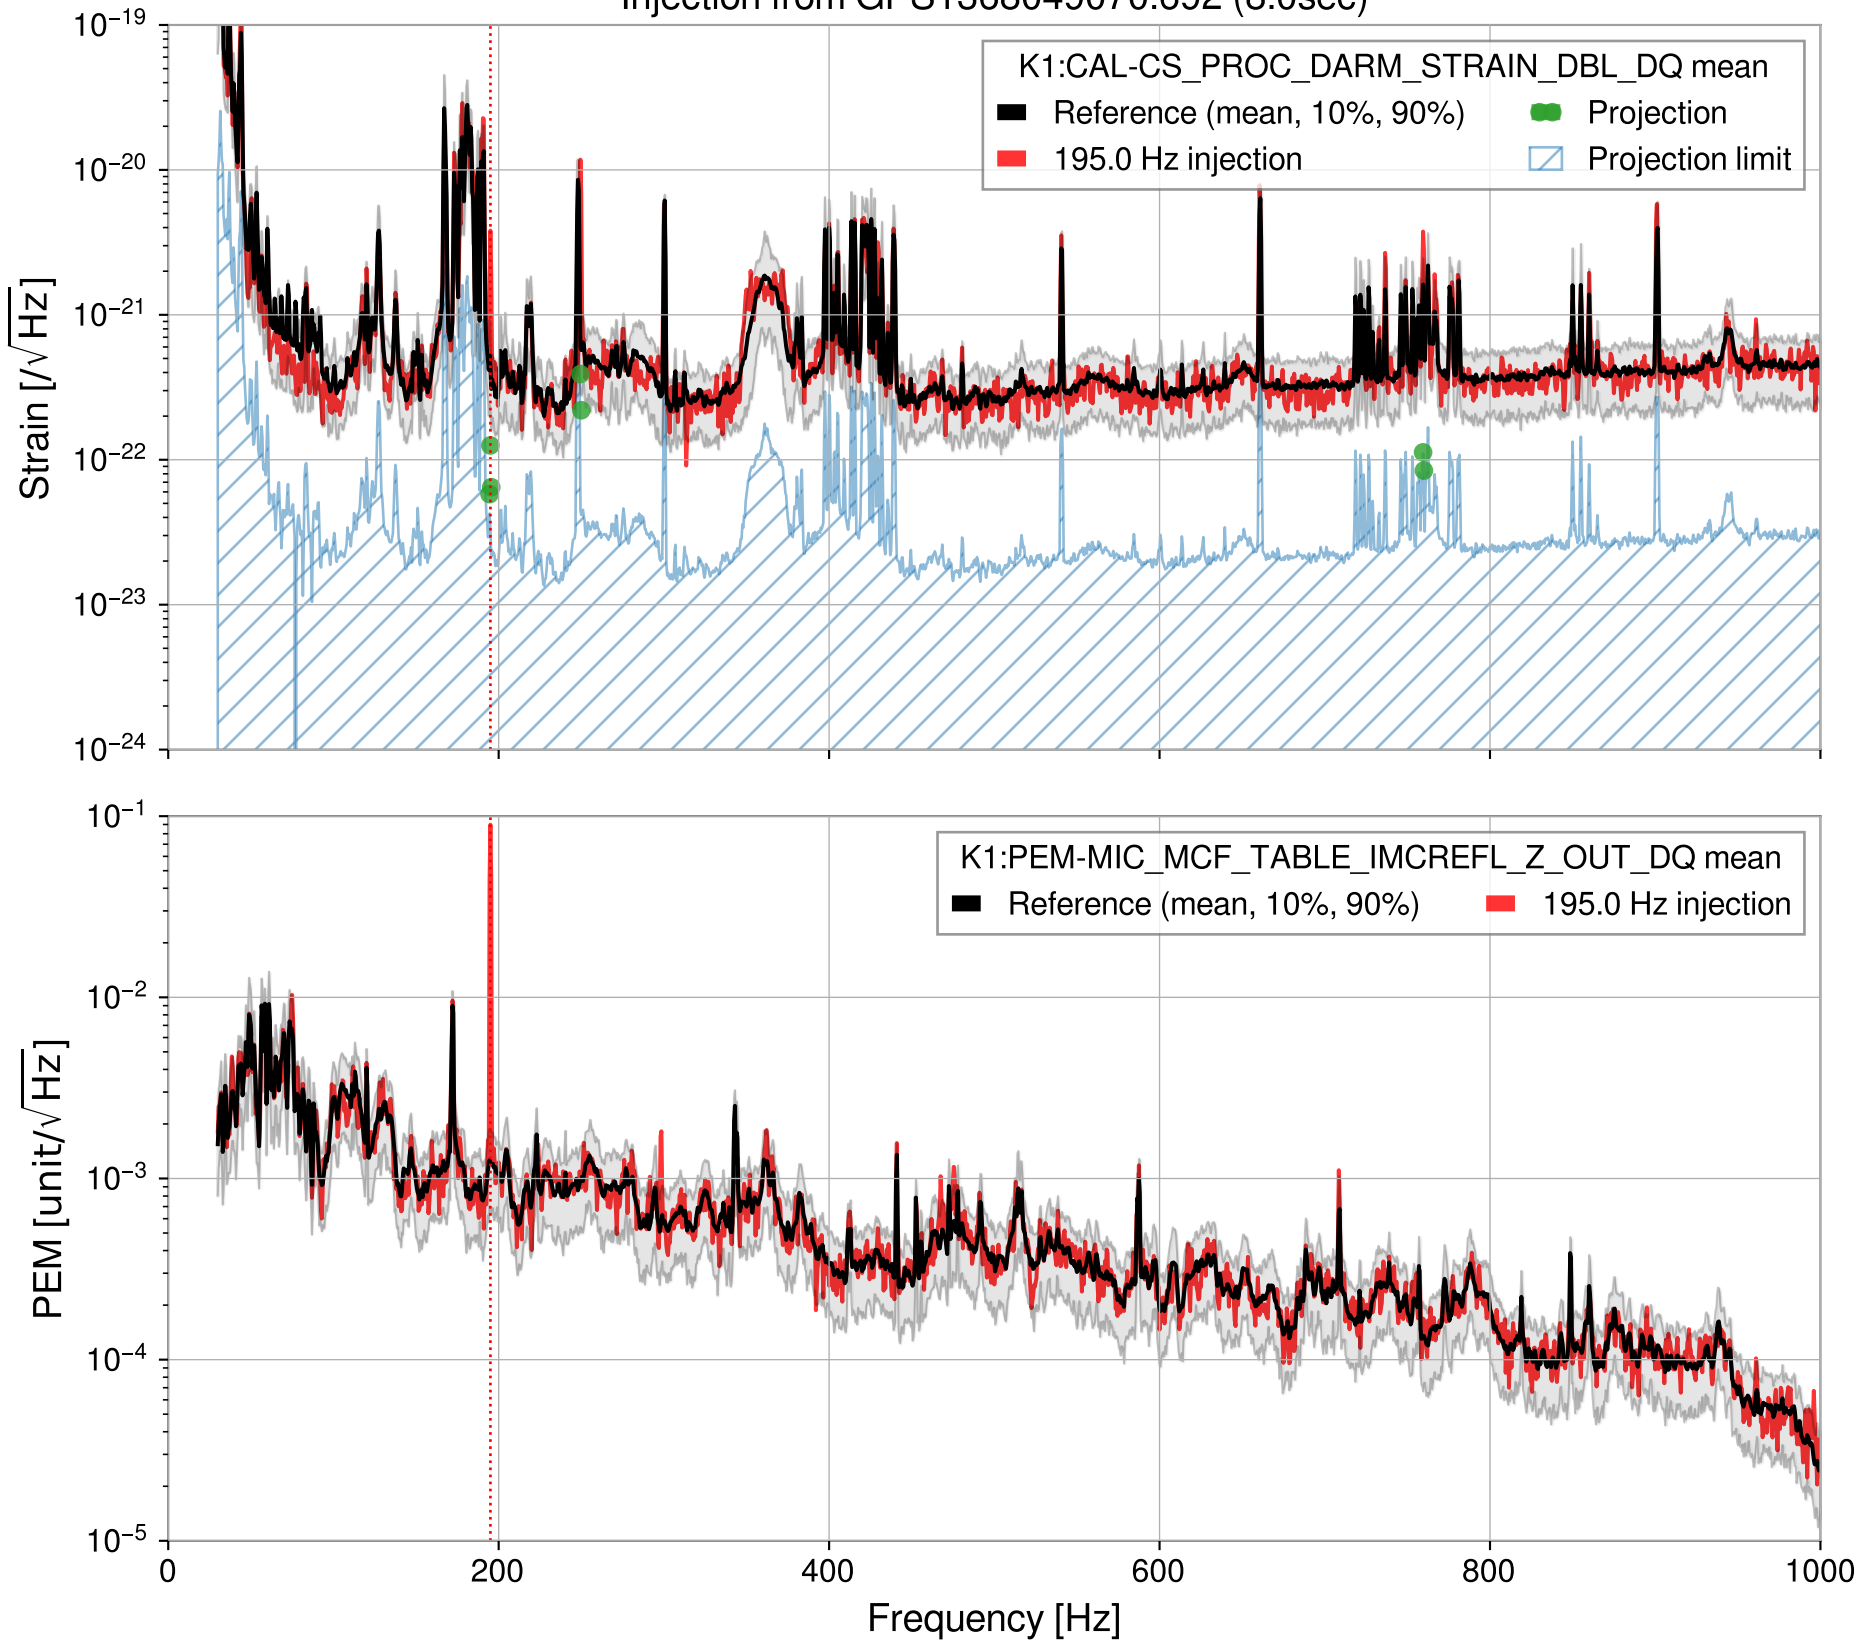 10⁻¹⁹
10⁻²⁰
10⁻²¹
10⁻²²
10⁻²³
10⁻²⁴
Strain [/√Hz]
K1:CAL-CS_PROC_DARM_STRAIN_DBL_DQ mean
Reference (mean, 10%, 90%)
Projection
195.0 Hz injection
Projection limit
10⁻¹
10⁻²
10⁻³
10⁻⁴
10⁻⁵
PEM [unit/√Hz]
K1:PEM-MIC_MCF_TABLE_IMCREFL_Z_OUT_DQ mean
Reference (mean, 10%, 90%)
195.0 Hz injection
0 200 400 600 800 1000
Frequency [Hz]